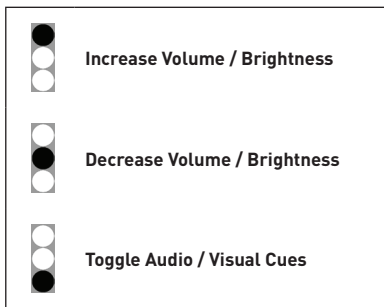 Increase Volume / Brightness
Decrease Volume / Brightness
Toggle Audio / Visual Cues